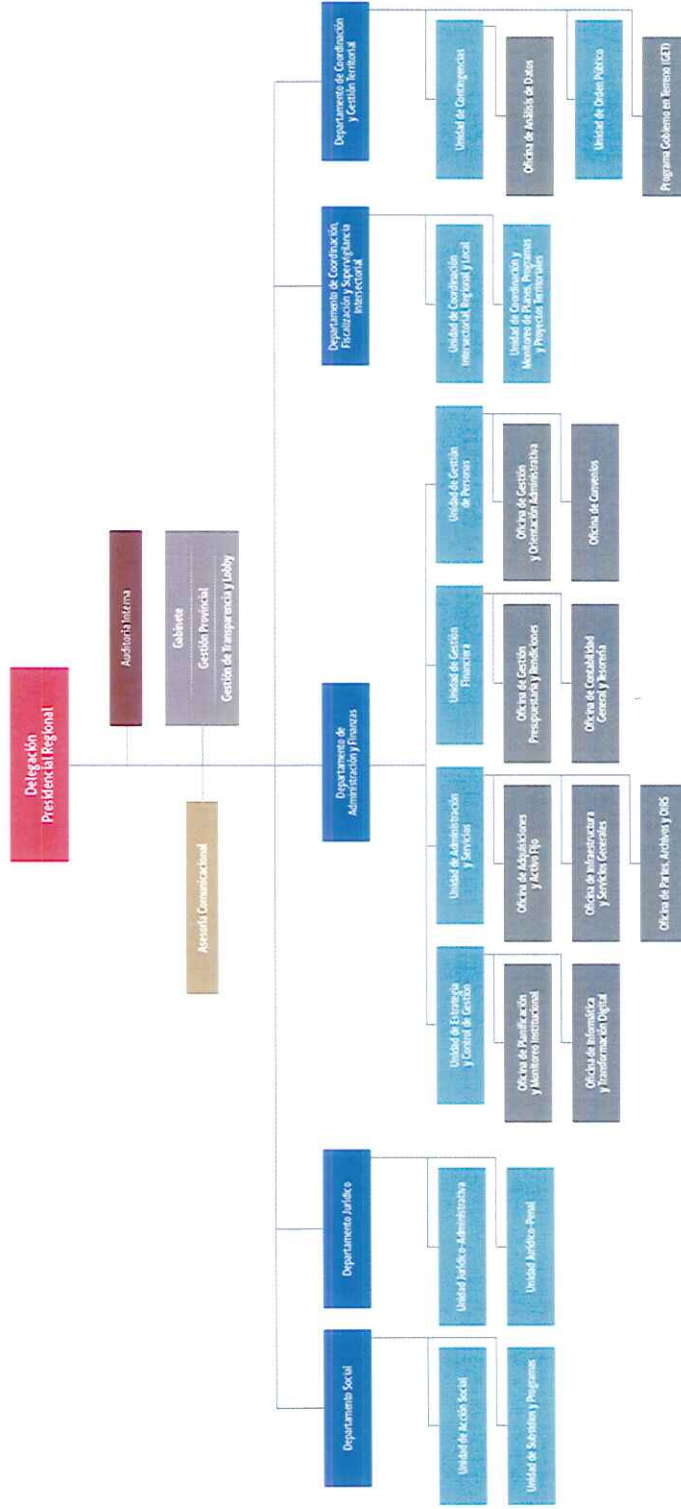 Delegación
Presidencial Regional
Auditoría Interna
Gabinete
Gestión Provincial
Gestión de Transparencia y Lobby
Asesoría Comunicacional
Departamento Social
Unidad de Acción Social
Unidad de Subsidios y Programas
Departamento Jurídico
Unidad Jurídico-Administrativa
Unidad Jurídico-Penal
Departamento de
Administración y Finanzas
Unidad de Estrategia
y Control de Gestión
Oficina de Planificación
y Monitoreo Institucional
Oficina de Informática
y Transformación Digital
Unidad de Administración
y Servicios
Oficina de Adquisiciones
y Activo Fijo
Oficina de Infraestructura
y Servicios Generales
Oficina de Partes, Archivos y OIRS
Unidad de Gestión
Financiera
Oficina de Gestión
Presupuestaria y Rendiciones
Oficina de Contabilidad
General y Tesorería
Unidad de Gestión
de Personas
Oficina de Gestión
y Orientación Administrativa
Oficina de Convenios
Departamento de Coordinación,
Fiscalización y Supervigilancia
Intersectorial
Unidad de Coordinación
Intersectorial, Regional y Local
Unidad de Coordinación y
Monitoreo de Planes, Programas
y Proyectos Territoriales
Departamento de Coordinación
y Gestión Territorial
Unidad de Contingencias
Oficina de Análisis de Datos
Unidad de Orden Público
Programa Gobierno en Terreno (GET)